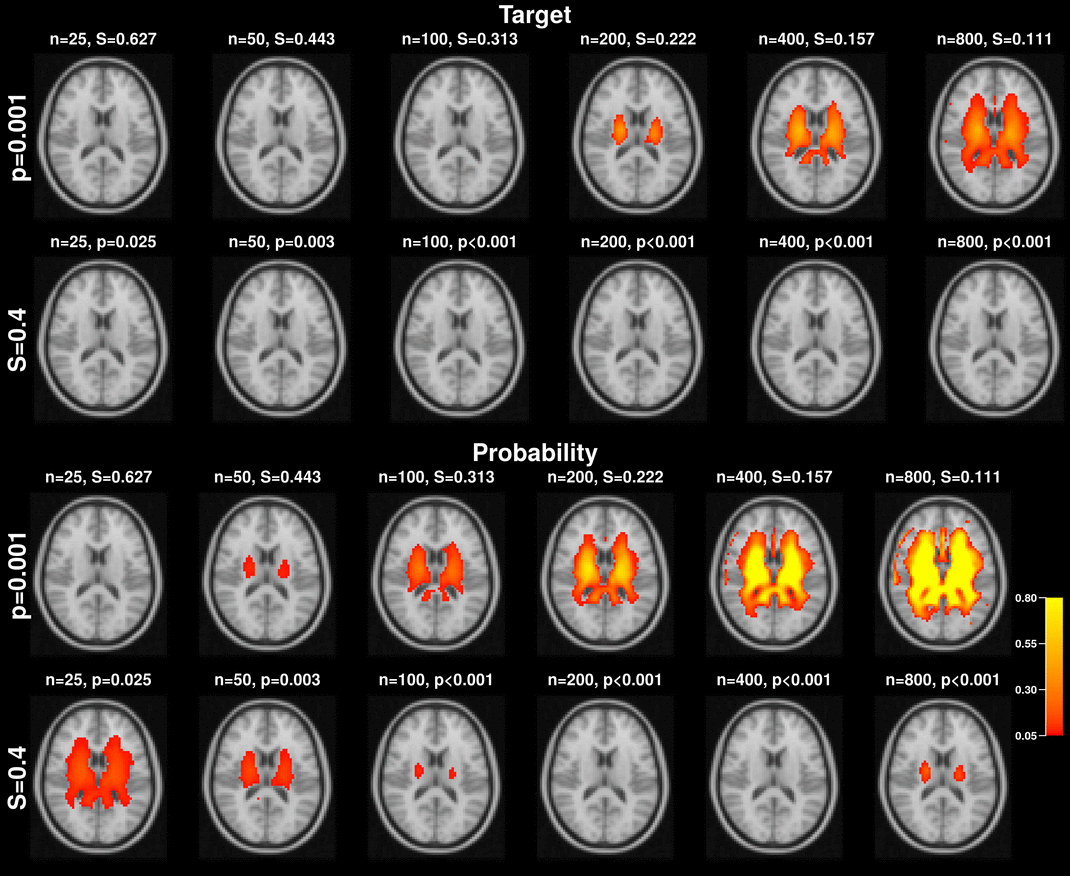 Target
n=25, S=0.627 n=50, S=0.443 n=100, S=0.313 n=200, S=0.222 n=400, S=0.157 n=800, S=0.111
p=0.001
n=25, p=0.025 n=50, p=0.003 n=100, p<0.001 n=200, p<0.001 n=400, p<0.001 n=800, p<0.001
S=0.4
Probability
n=25, S=0.627 n=50, S=0.443 n=100, S=0.313 n=200, S=0.222 n=400, S=0.157 n=800, S=0.111
p=0.001
0.80
0.55
0.30
0.05
n=25, p=0.025 n=50, p=0.003 n=100, p<0.001 n=200, p<0.001 n=400, p<0.001 n=800, p<0.001
S=0.4